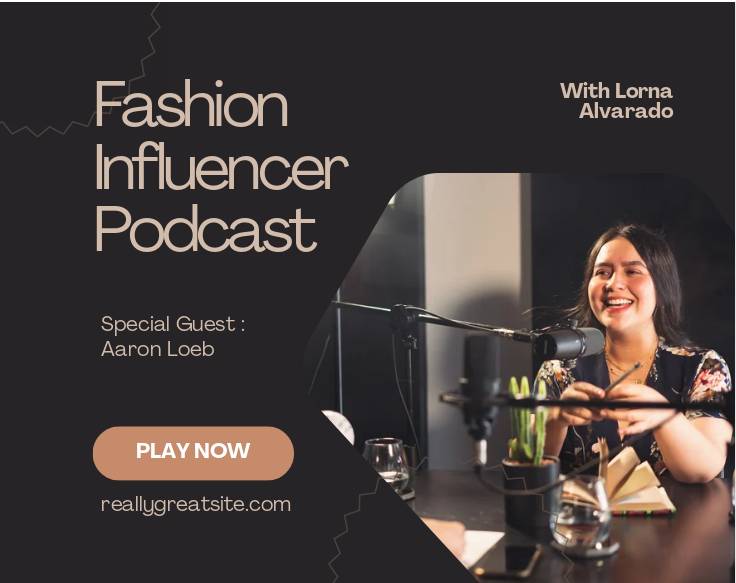 Fashion
Influencer
Podcast
With Lorna
Alvarado
Special Guest :
Aaron Loeb
PLAY NOW
reallygreatsite.com